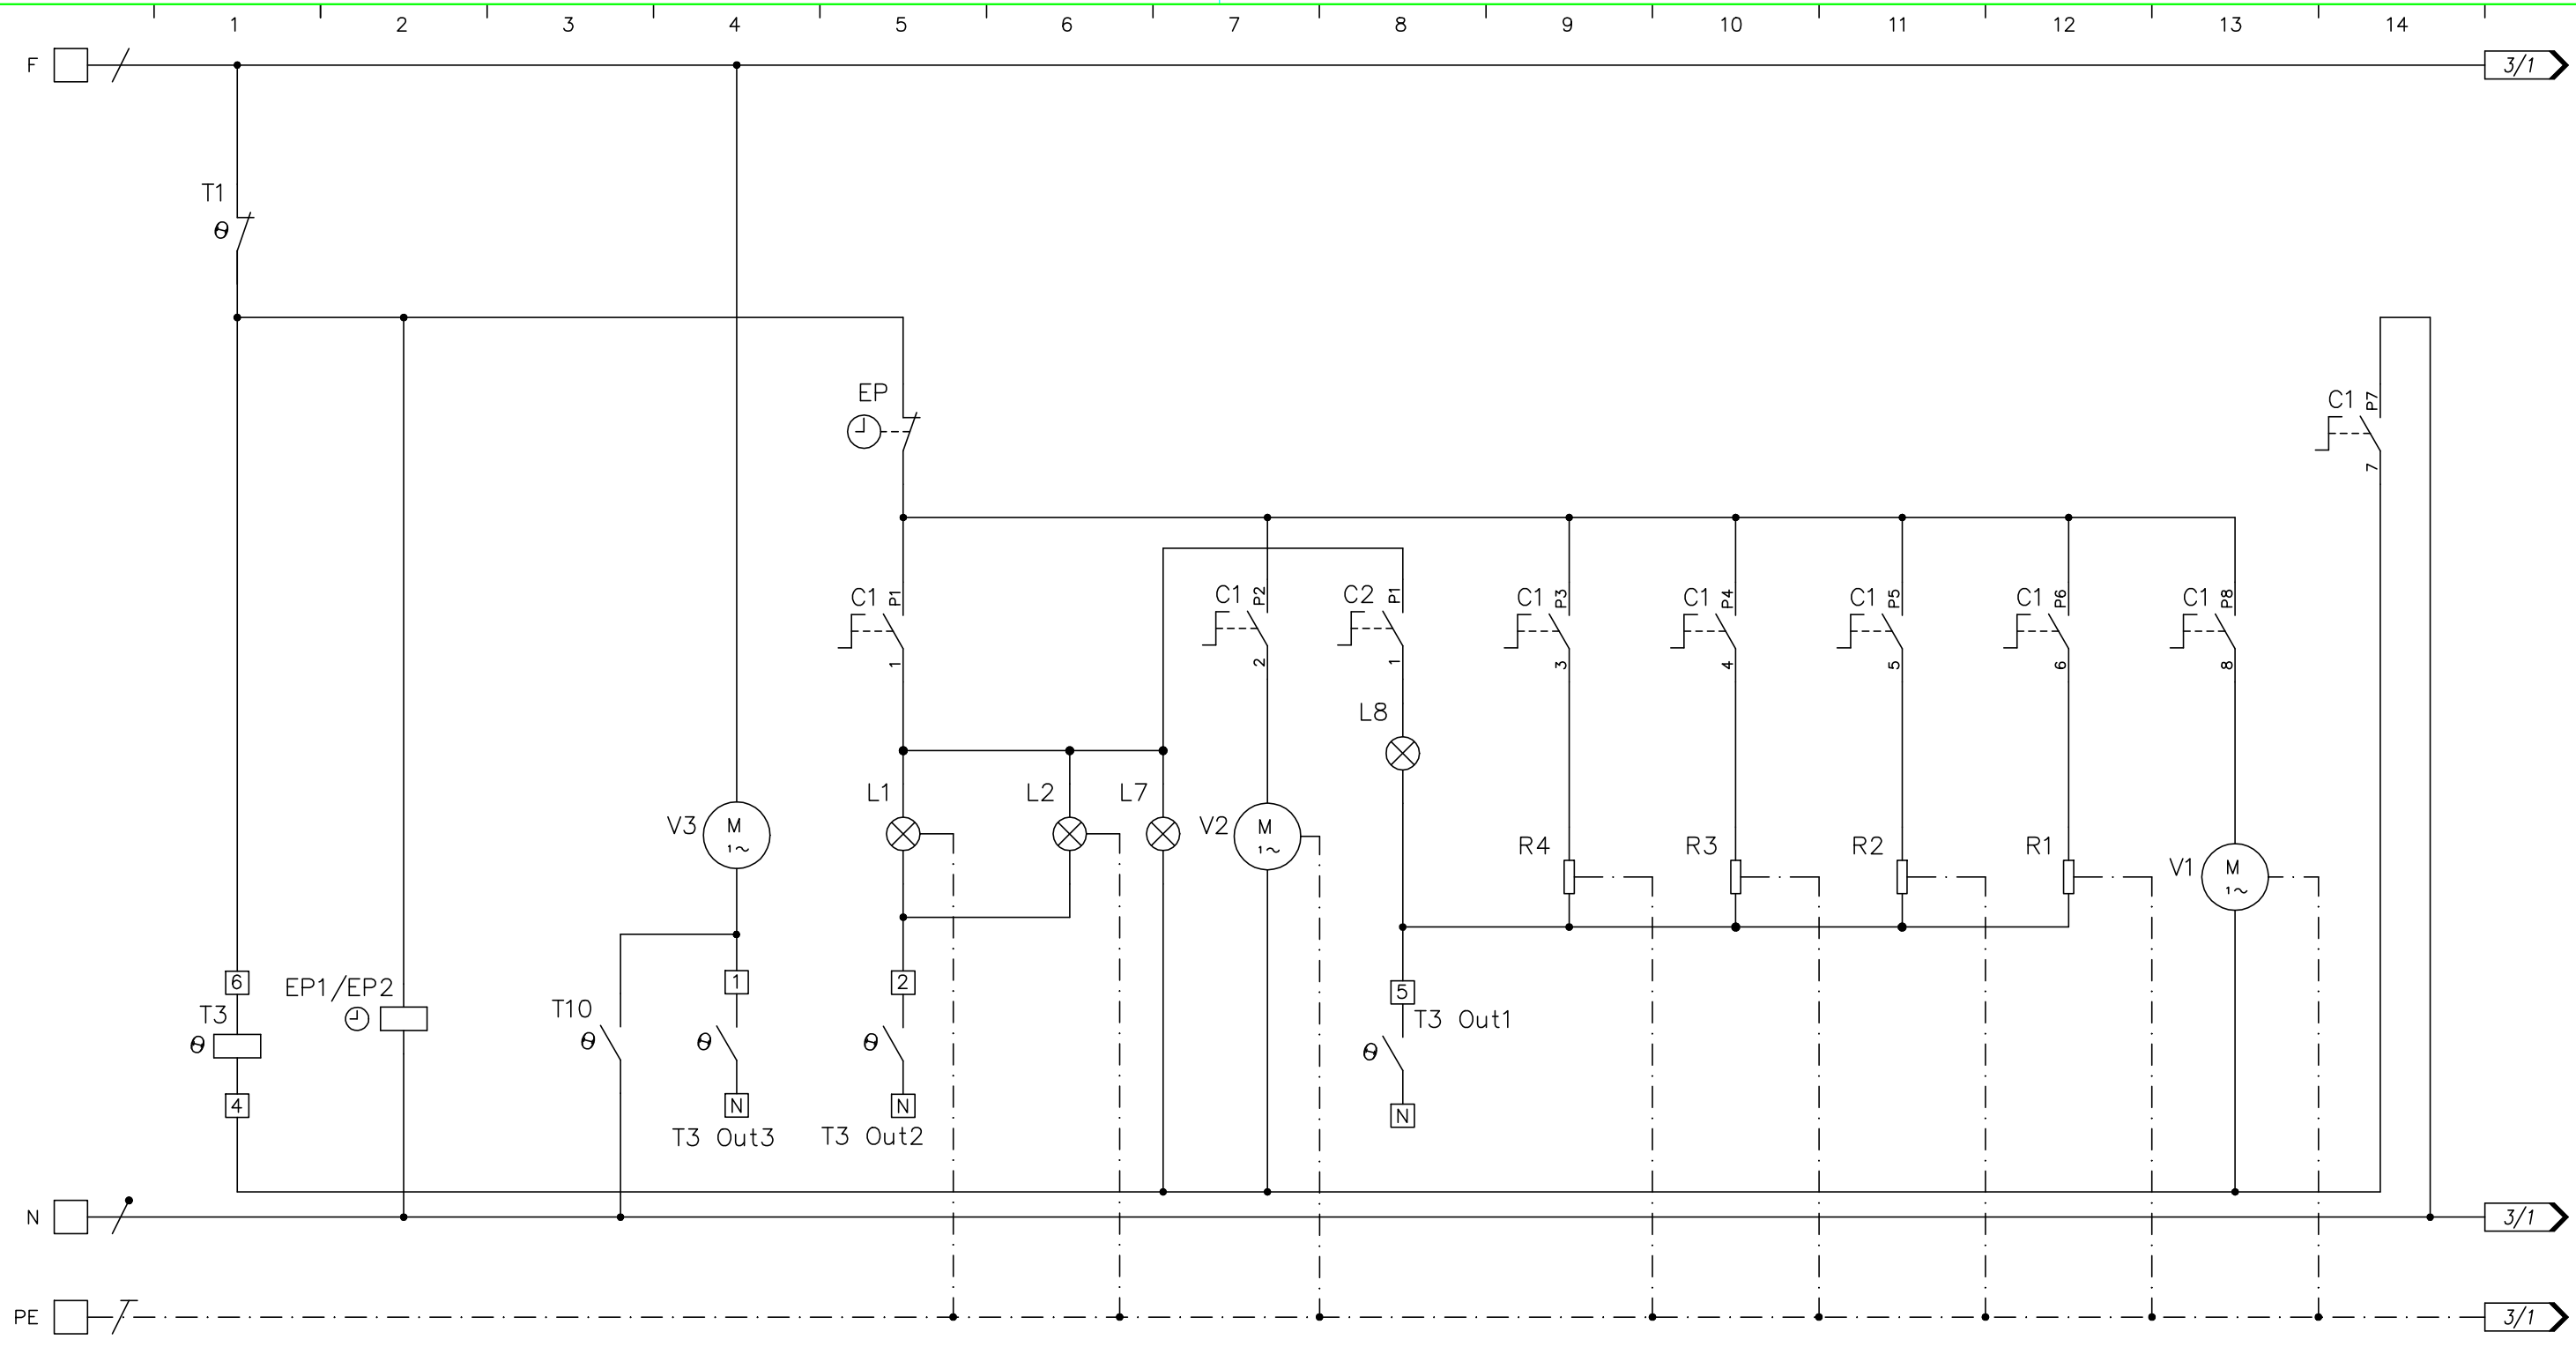 1 2 3 4 5 6 7 8 9 10 11 12 13 14
F 3/1
T1
θ
EP
C1 P7
7
C1 P1
1
C1 P2
2
C2 P1
1
C1 P3
3
C1 P4
4
C1 P5
5
C1 P6
6
C1 P8
8
L8
L1
L2
L7
V3 M
1~
V2 M
1~
R4
R3
R2
R1
V1 M
1~
6
T3
θ
4
EP1/EP2
T10
θ
1
θ
N
T3 Out3
2
θ
N
T3 Out2
5
T3 Out1
θ
N
N 3/1
PE 3/1